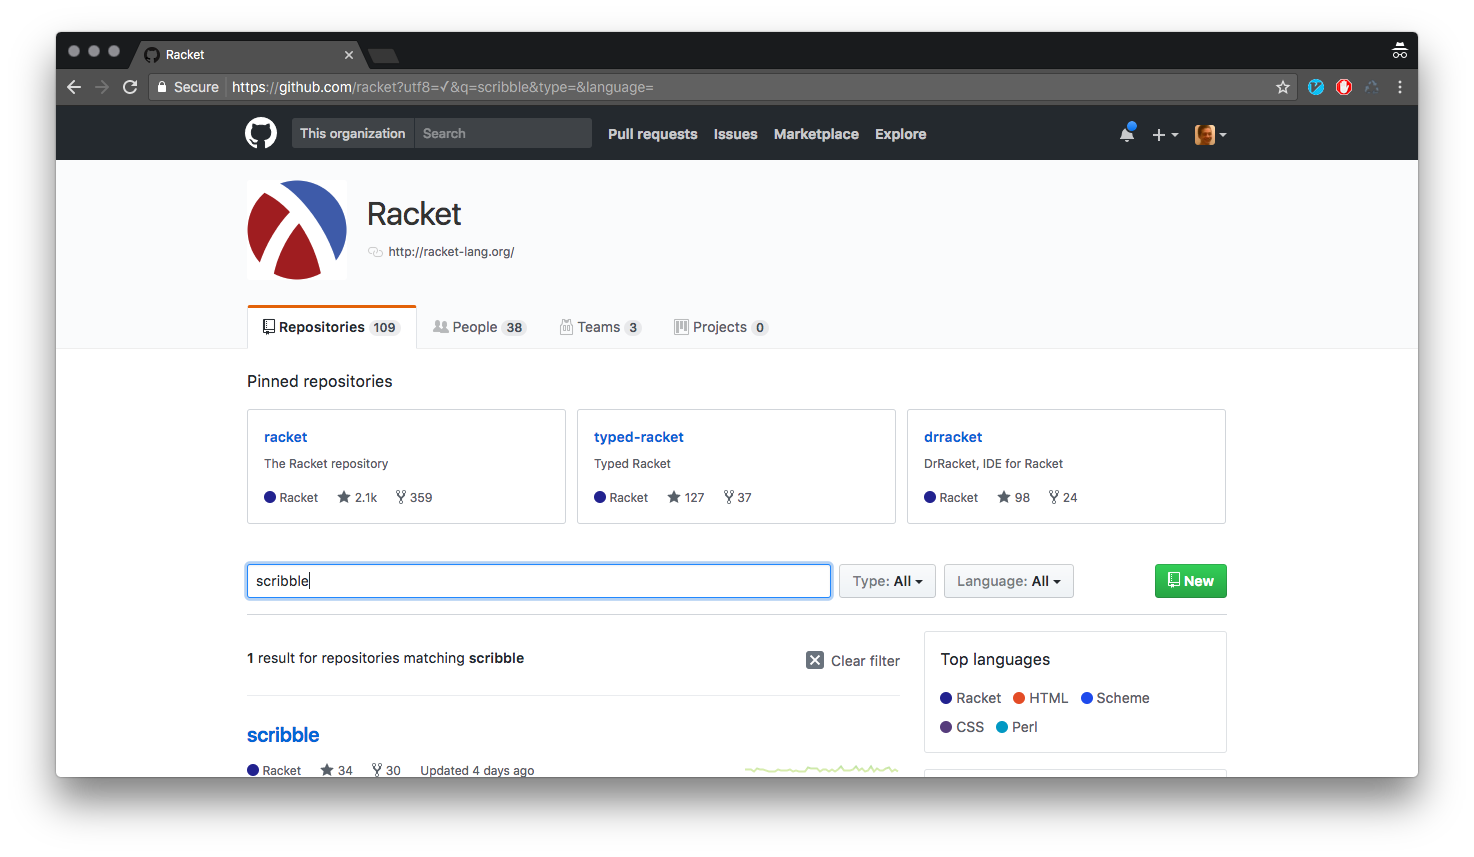 Racket
Secure https://github.com/racket?utf8=✓&q=scribble&type=&language=
This organization Search Pull requests Issues Marketplace Explore
Racket
http://racket-lang.org/
Repositories 109 People 38 Teams 3 Projects 0
Pinned repositories
racket typed-racket drracket
The Racket repository Typed Racket DrRacket, IDE for Racket
Racket 2.1k 359 Racket 127 37 Racket 98 24
scribble Type: All Language: All New
1 result for repositories matching scribble Clear filter
Top languages
Racket HTML Scheme
CSS Perl
scribble
Racket 34 30 Updated 4 days ago